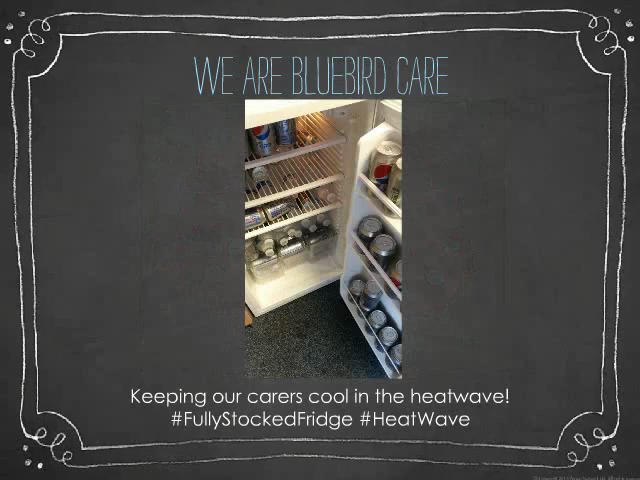 WE ARE BLUEBIRD CARE
Keeping our carers cool in the heatwave!
#FullyStockedFridge #HeatWave